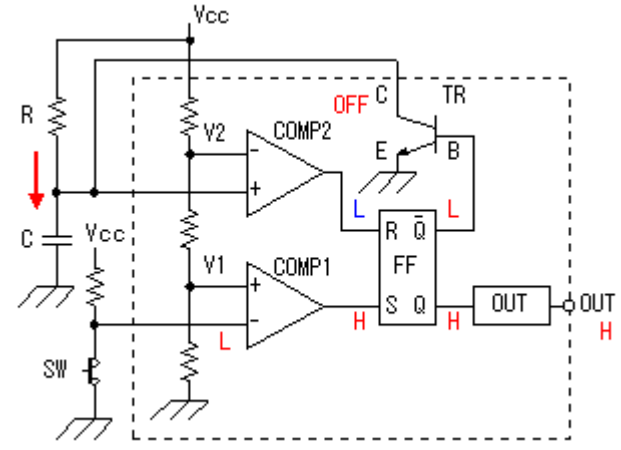 Vcc
C TR
OFF
R V2 COMP2
E B
L L
C Vcc
R Q̄
V1 COMP1 FF
S Q OUT OUT
L H H H
SW